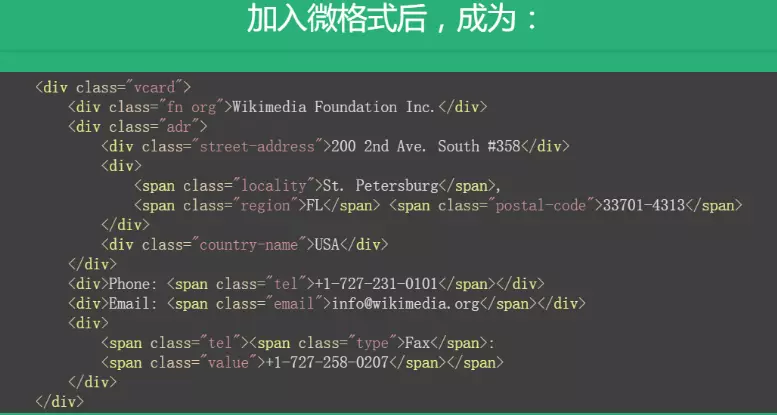 加入微格式后，成为：
<div class="vcard">
<div class="fn org">Wikimedia Foundation Inc.</div>
<div class="adr">
<div class="street-address">200 2nd Ave. South #358</div>
<div>
<span class="locality">St. Petersburg</span>,
<span class="region">FL</span> <span class="postal-code">33701-4313</span>
</div>
<div class="country-name">USA</div>
</div>
<div>Phone: <span class="tel">+1-727-231-0101</span></div>
<div>Email: <span class="email">info@wikimedia.org</span></div>
<div>
<span class="tel"><span class="type">Fax</span>:
<span class="value">+1-727-258-0207</span></span>
</div>
</div>